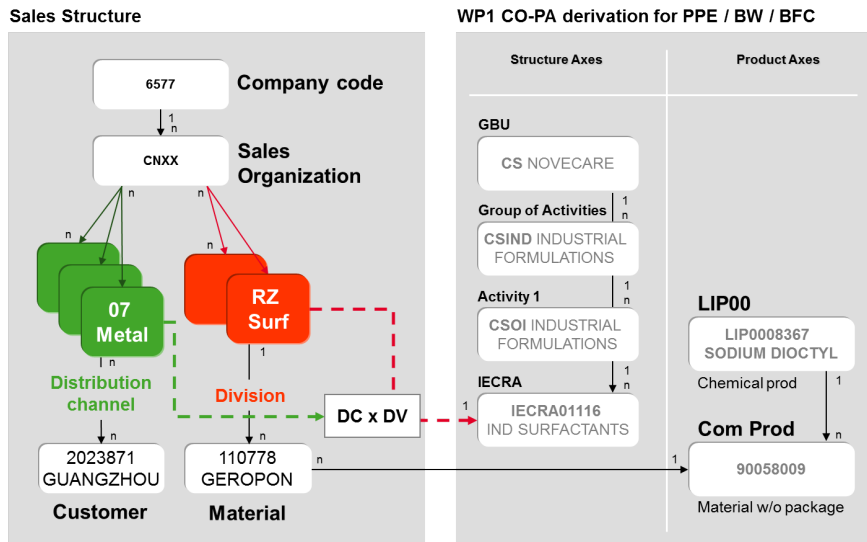 Sales Structure
WP1 CO-PA derivation for PPE / BW / BFC
6577
Company code
1
n
CNXX
Sales
Organization
n
n
n
n
07
Metal
RZ
Surf
n
1
Distribution
channel
Division
DC x DV
n
n
2023871
GUANGZHOU
110778
GEROPON
n
Customer
Material
Structure Axes
Product Axes
GBU
CS NOVECARE
1
n
Group of Activities
CSIND INDUSTRIAL
FORMULATIONS
1
n
Activity 1
CSOI INDUSTRIAL
FORMULATIONS
1
n
IECRA
1
IECRA01116
IND SURFACTANTS
LIP00
LIP0008367
SODIUM DIOCTYL
Chemical prod
1
n
Com Prod
1
90058009
Material w/o package